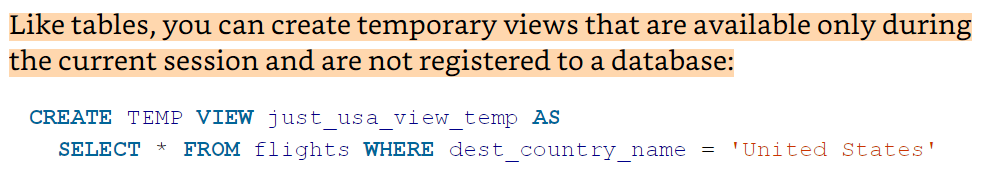 Like tables, you can create temporary views that are available only during
the current session and are not registered to a database:
CREATE TEMP VIEW just_usa_view_temp AS
SELECT * FROM flights WHERE dest_country_name = 'United States'